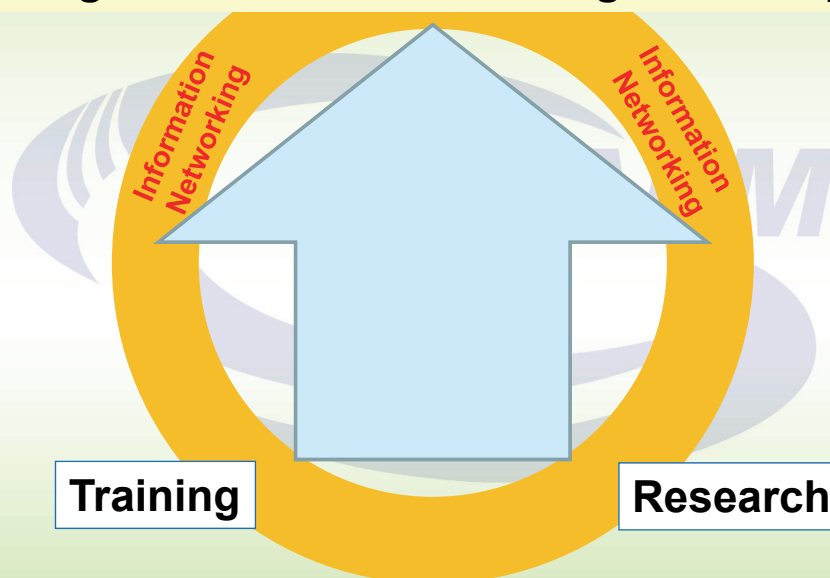 Information
Networking
Information
Networking
M
Training
Research